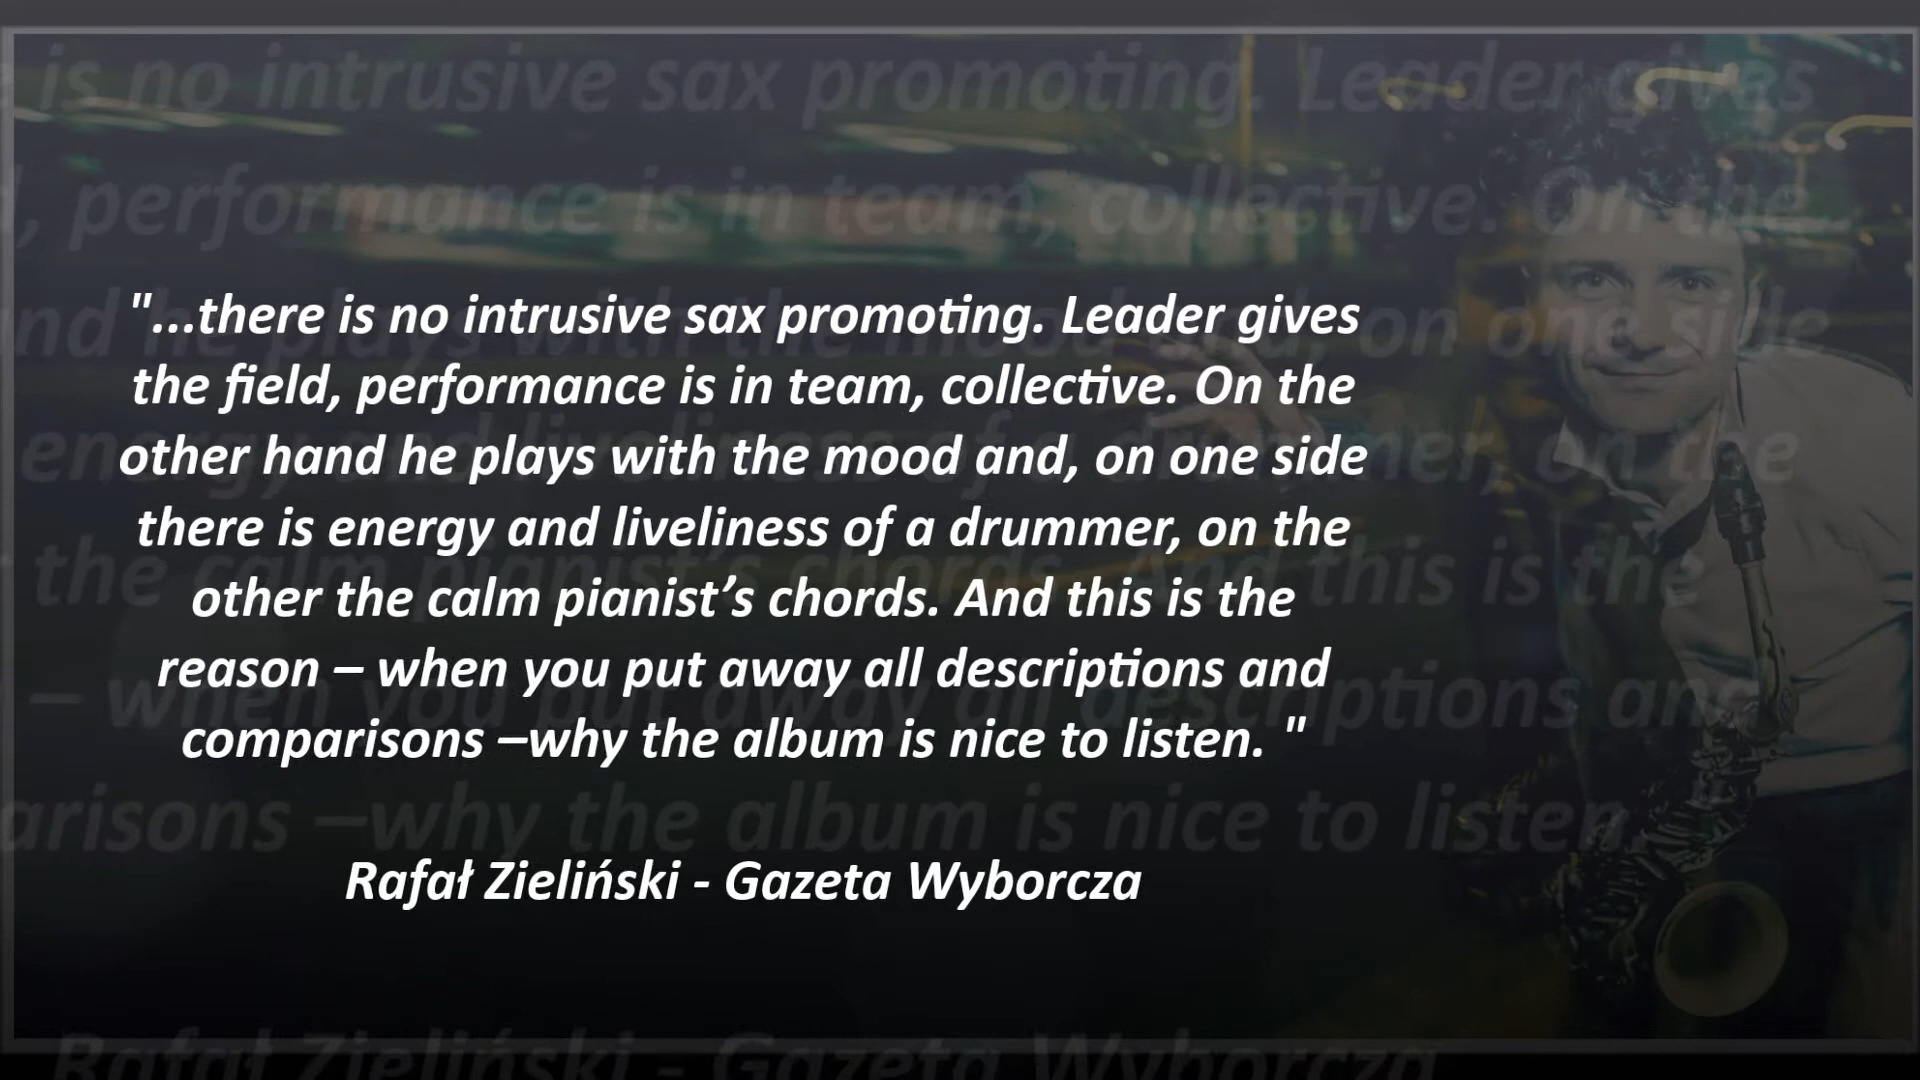 "...there is no intrusive sax promoting. Leader gives
the field, performance is in team, collective. On the
other hand he plays with the mood and, on one side
there is energy and liveliness of a drummer, on the
other the calm pianist’s chords. And this is the
reason – when you put away all descriptions and
comparisons –why the album is nice to listen. "
Rafał Zieliński - Gazeta Wyborcza